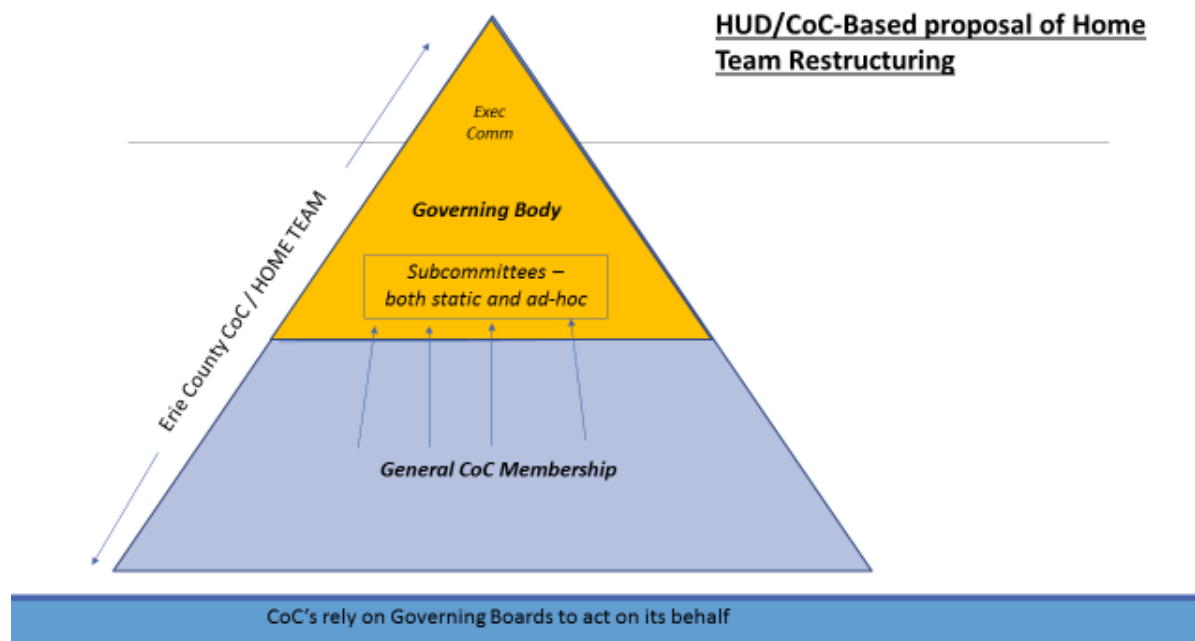 HUD/CoC-Based proposal of Home
Team Restructuring
Exec
Comm
Governing Body
Subcommittees –
both static and ad-hoc
Erie County CoC / HOME TEAM
General CoC Membership
CoC's rely on Governing Boards to act on its behalf